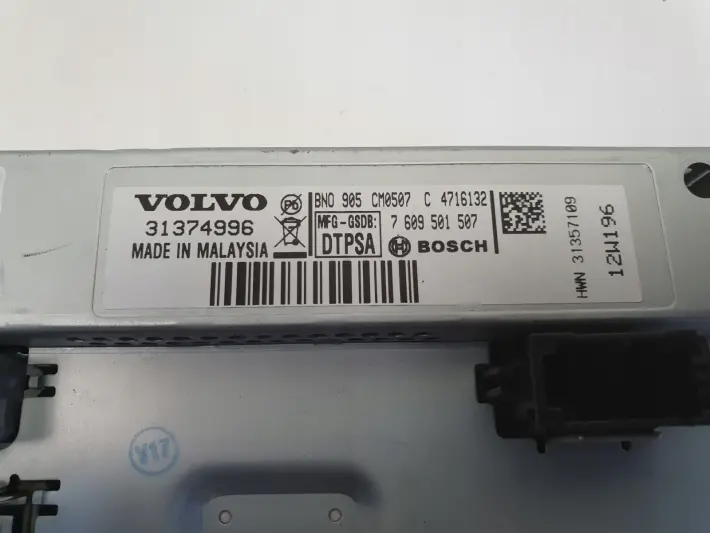 VOLVO
31374996
MADE IN MALAYSIA
Pb
BNO 905 CM0507 C 4716132
MFG-GSDB:
DTPSA
7 609 501 507
BOSCH
HWN 31357109
12W196
Y17